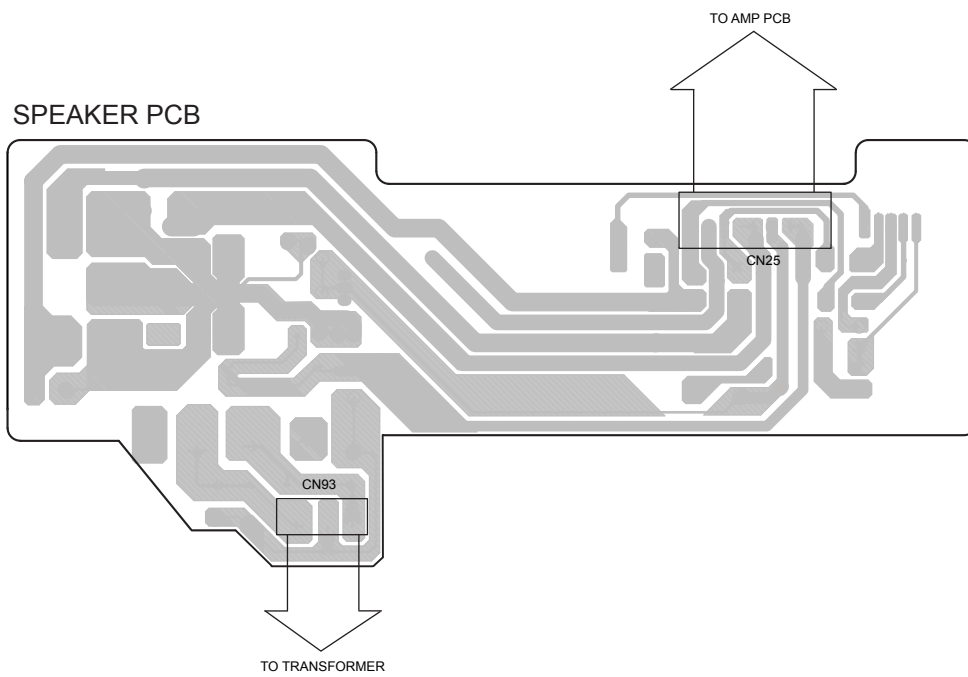 TO AMP PCB
SPEAKER PCB
CN25
CN93
TO TRANSFORMER